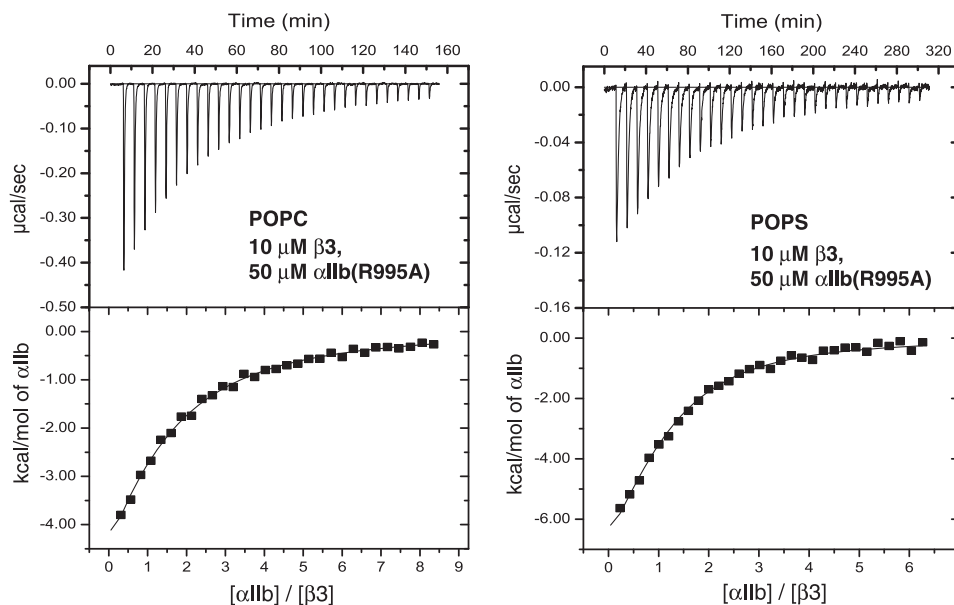 Time (min)
0 20 40 60 80 100 120 140 160
0.00
-0.10
-0.20
-0.30
-0.40
-0.50
µcal/sec
POPC
10 µM β3,
50 µM αIIb(R995A)
0.00
-1.00
-2.00
-3.00
-4.00
kcal/mol of αIIb
0 1 2 3 4 5 6 7 8 9
[αIIb] / [β3]
Time (min)
0 40 80 120 160 200 240 280 320
0.00
-0.04
-0.08
-0.12
-0.16
µcal/sec
POPS
10 µM β3,
50 µM αIIb(R995A)
0.00
-2.00
-4.00
-6.00
kcal/mol of αIIb
0 1 2 3 4 5 6
[αIIb] / [β3]